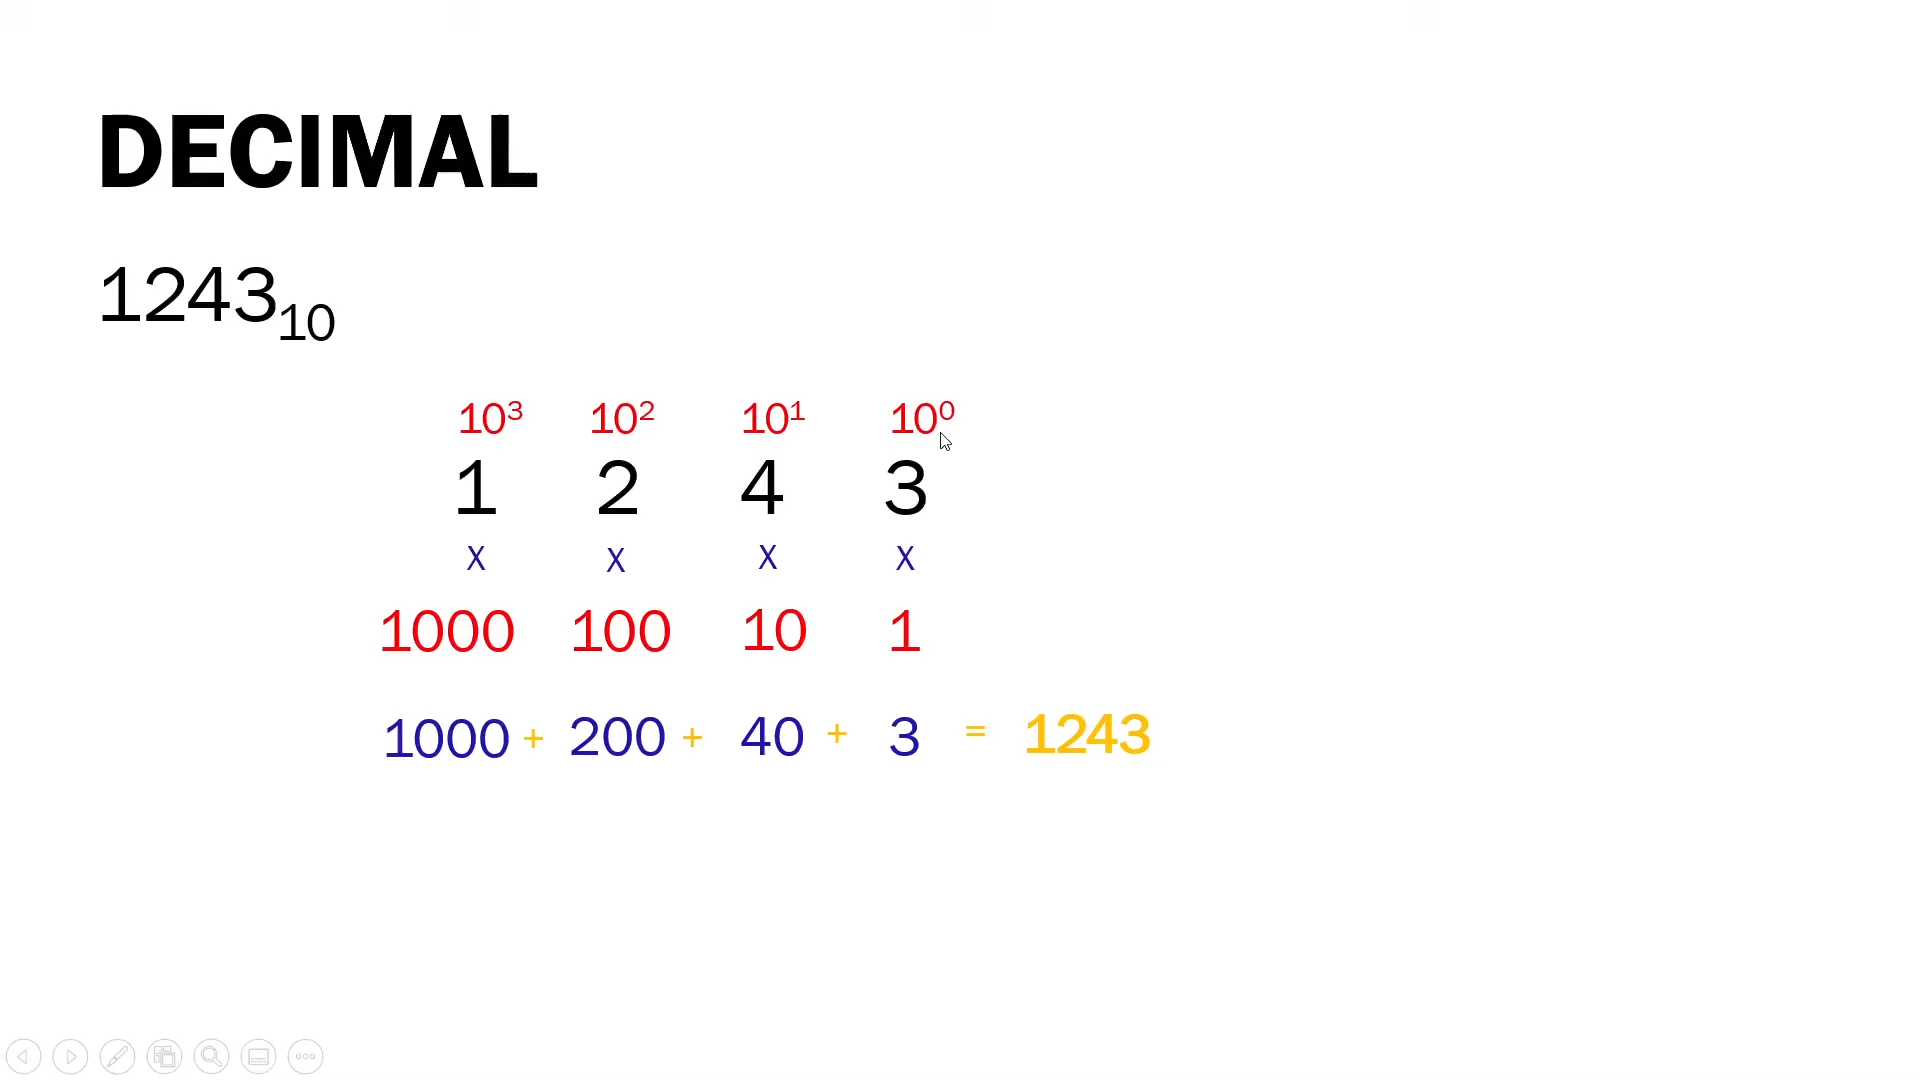 DECIMAL
1243₁₀
10³ 10² 10¹ 10⁰
1 2 4 3
X X X X
1000 100 10 1
1000 + 200 + 40 + 3 = 1243